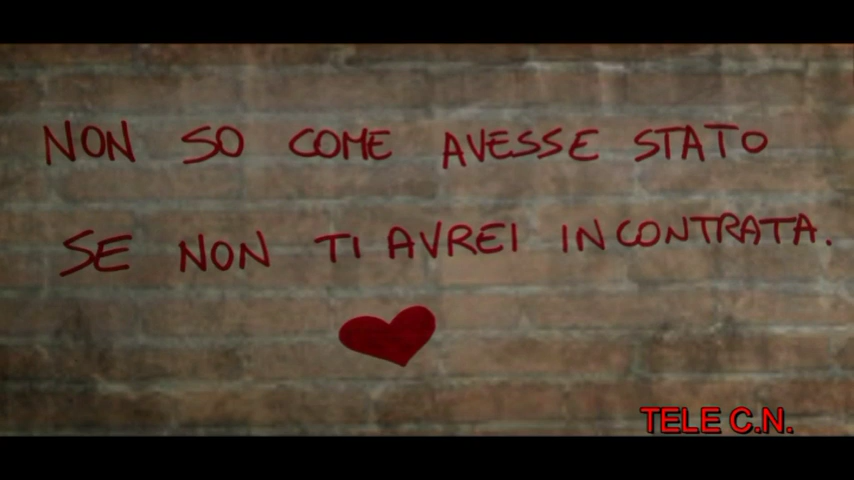 NON SO COME AVESSE STATO
SE NON TI AVREI INCONTRATA.
TELE C.N.